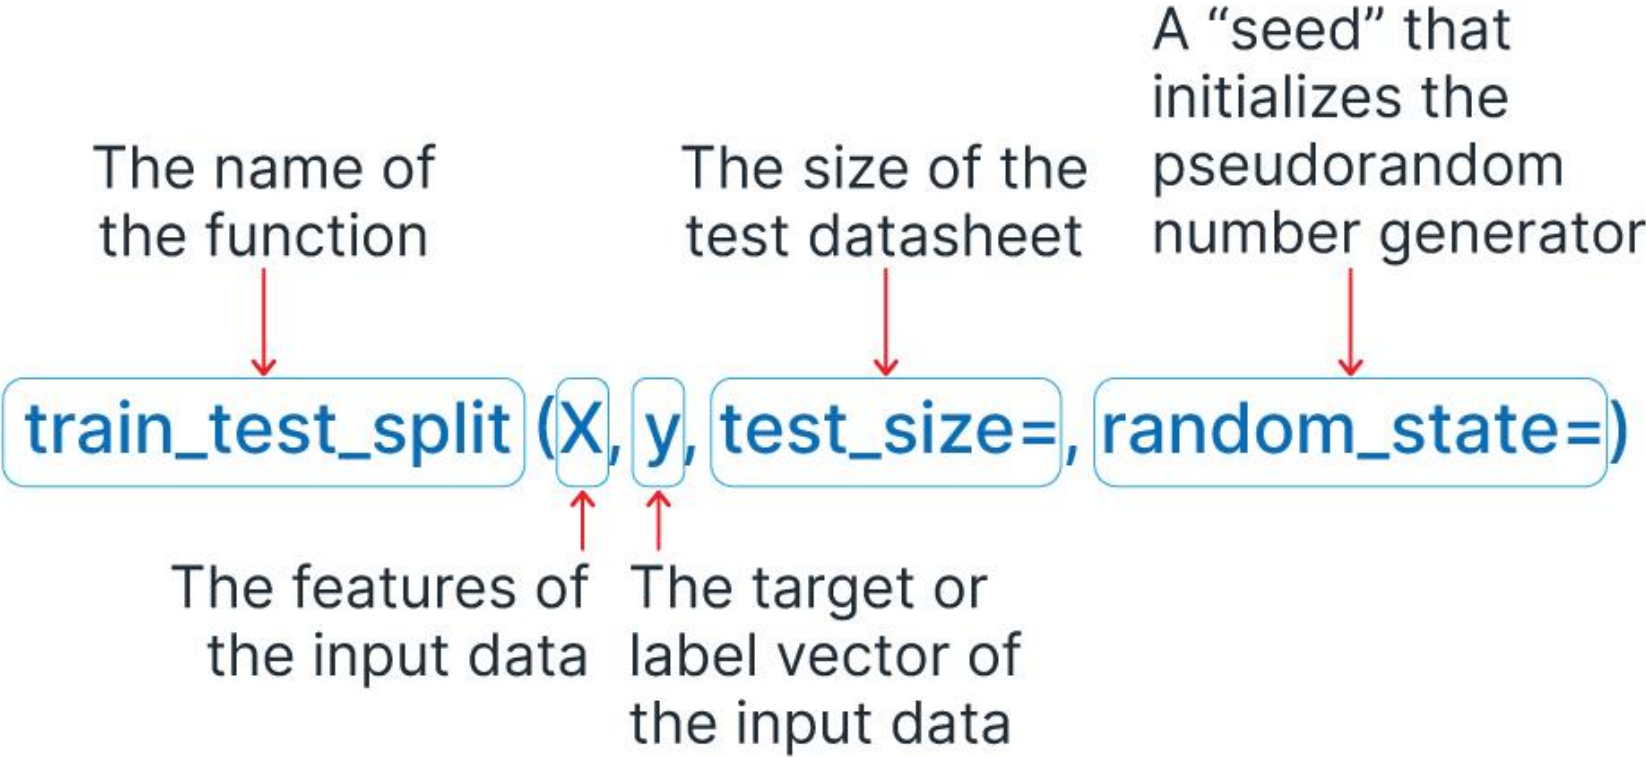 The name of
the function
The size of the
test datasheet
A “seed” that
initializes the
pseudorandom
number generator
train_test_split (X, y, test_size=, random_state=)
The features of
the input data
The target or
label vector of
the input data